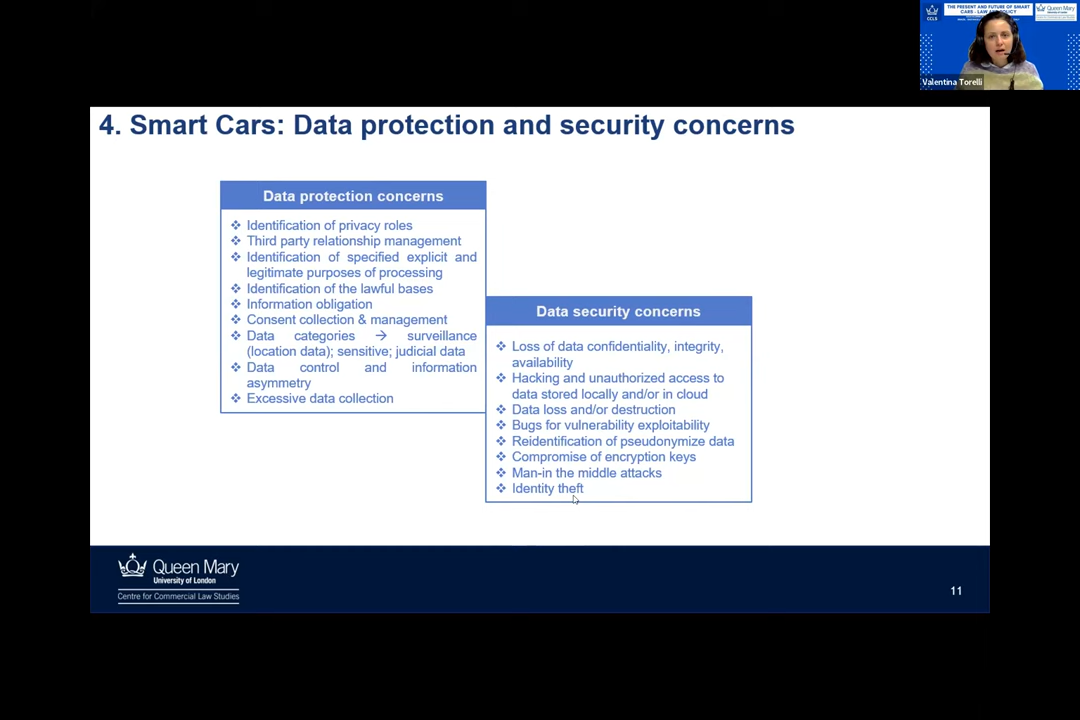 THE PRESENT AND FUTURE OF SMART
CARS - LAW AND POLICY
CCLS
Queen Mary
Valentina Torelli
4. Smart Cars: Data protection and security concerns
Data protection concerns
❖ Identification of privacy roles
❖ Third party relationship management
❖ Identification of specified explicit and
legitimate purposes of processing
❖ Identification of the lawful bases
❖ Information obligation
❖ Consent collection & management
❖ Data categories → surveillance
(location data); sensitive; judicial data
❖ Data control and information
asymmetry
❖ Excessive data collection
Data security concerns
❖ Loss of data confidentiality, integrity,
availability
❖ Hacking and unauthorized access to
data stored locally and/or in cloud
❖ Data loss and/or destruction
❖ Bugs for vulnerability exploitability
❖ Reidentification of pseudonymize data
❖ Compromise of encryption keys
❖ Man-in the middle attacks
❖ Identity theft
Queen Mary
University of London
Centre for Commercial Law Studies
11